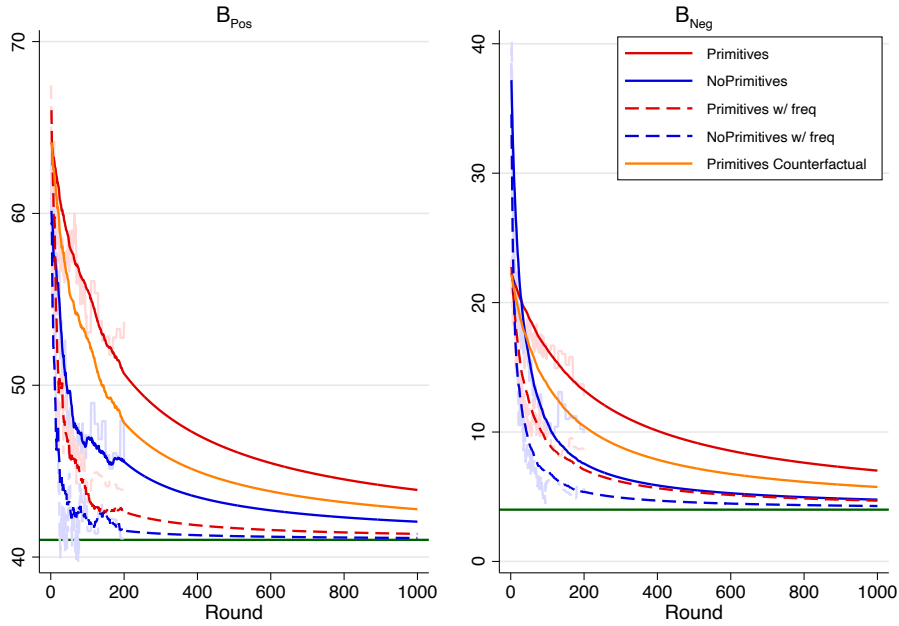 B_Pos
70
60
50
40
0 200 400 600 800 1000
Round
B_Neg
40
30
20
10
0
0 200 400 600 800 1000
Round
Primitives
NoPrimitives
Primitives w/ freq
NoPrimitives w/ freq
Primitives Counterfactual